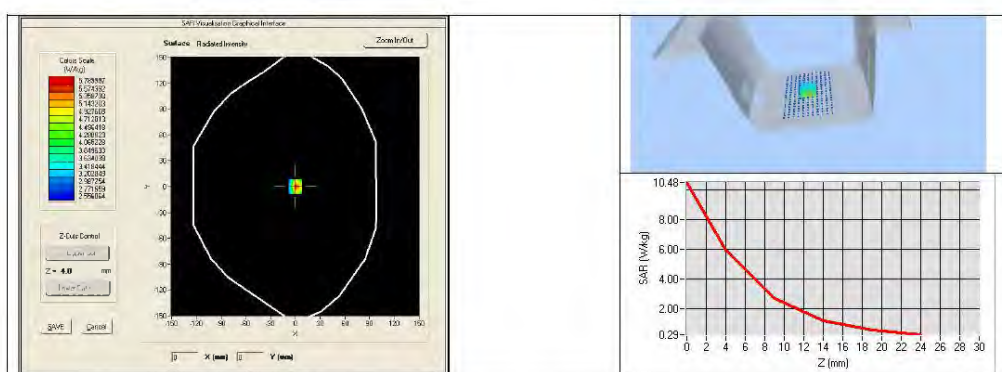 SAR Visualisation Graphical Interface
Surface Radiated Intensity
Zoom In/Out
Colors Scale
(W/kg)
5.789987
5.574392
5.143203
4.927608
4.712013
4.496418
4.280823
4.065228
3.849633
3.634038
3.418444
3.202849
2.987254
2.771659
2.556064
150
120
90
60
30
0
-30
-60
-90
-120
-150
Y
-150 -120 -90 -60 -30 0 30 60 90 120 150
X
Z-Cuts Control
Z = 4.0 mm
SAVE Cancel
0 X (mm) 0 Y (mm)
10.48
8.00
6.00
4.00
2.00
0.29
SAR (W/kg)
0 2 4 6 8 10 12 14 16 18 20 22 24 26 28 30
Z (mm)